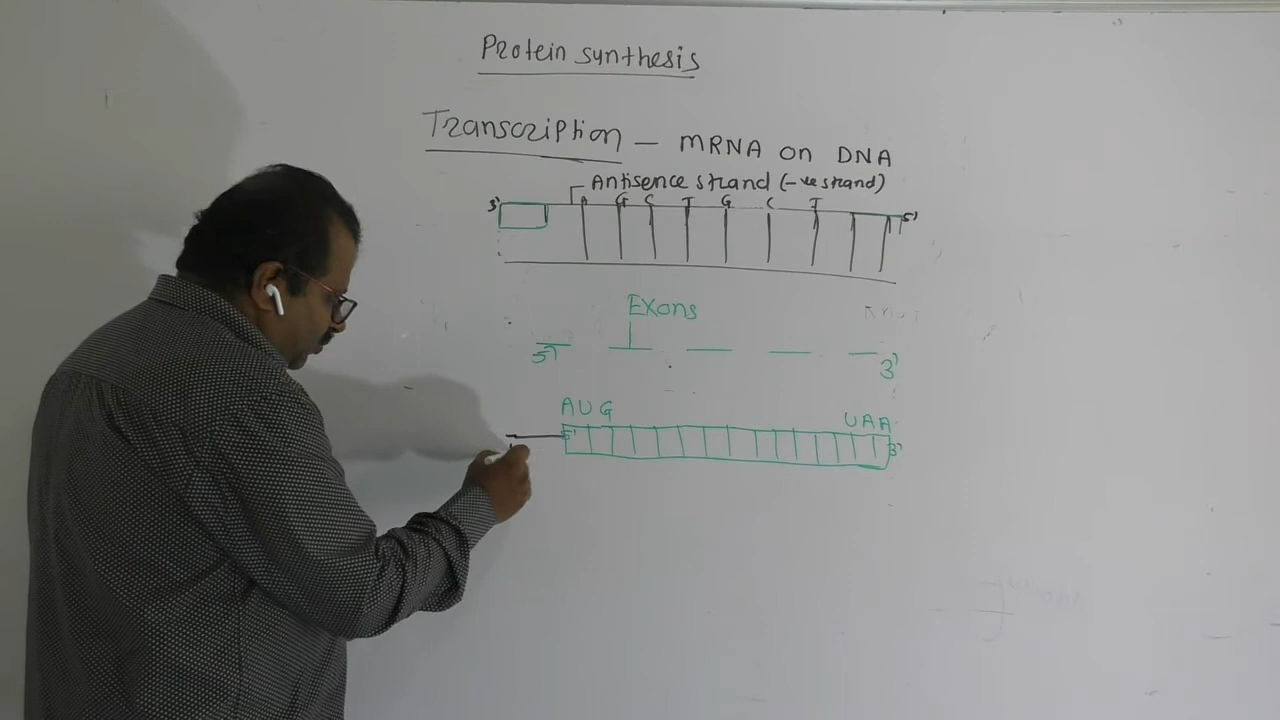 Protein synthesis
Transcription — mRNA on DNA
Antisence strand (-ve strand)
3' A G C T G C T 5'
Exons
5' 3'
AUG UAA
5' 3'